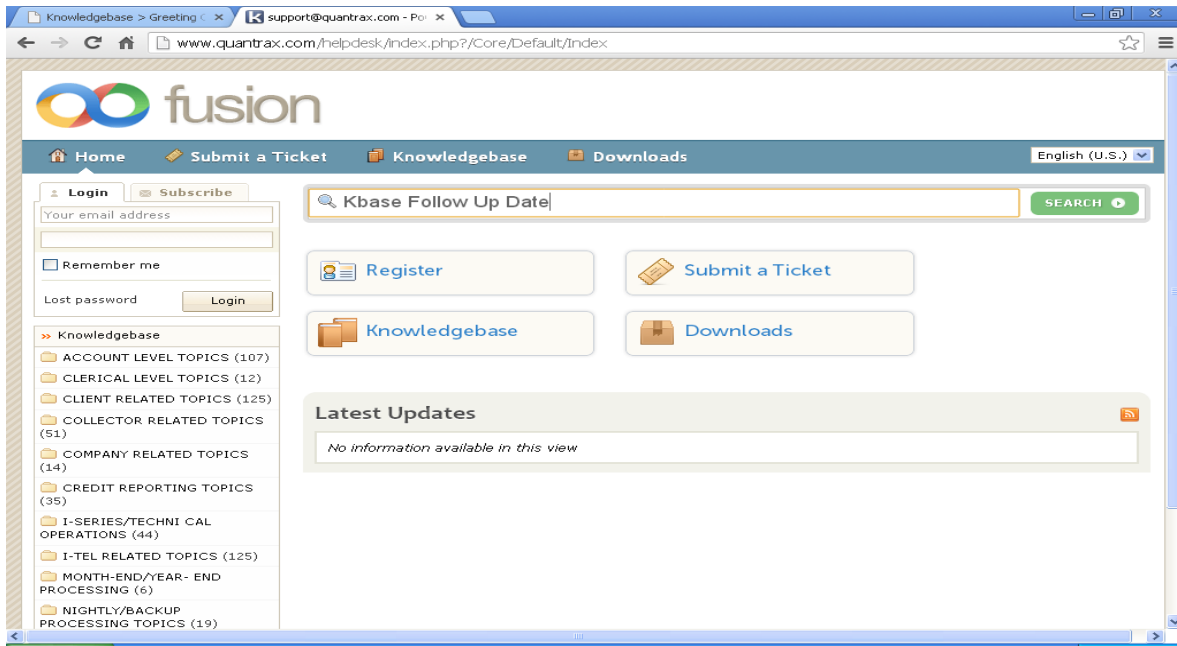 Knowledgebase > Greeting C
support@quantrax.com - Po
www.quantrax.com/helpdesk/index.php?/Core/Default/Index
fusion
Home Submit a Ticket Knowledgebase Downloads English (U.S.)
Login Subscribe
Your email address
Remember me
Lost password Login
Kbase Follow Up Date SEARCH
Register Submit a Ticket
Knowledgebase Downloads
» Knowledgebase
ACCOUNT LEVEL TOPICS (107)
CLERICAL LEVEL TOPICS (12)
CLIENT RELATED TOPICS (125)
COLLECTOR RELATED TOPICS
(51)
COMPANY RELATED TOPICS
(14)
CREDIT REPORTING TOPICS
(35)
I-SERIES/TECHNI CAL
OPERATIONS (44)
I-TEL RELATED TOPICS (125)
MONTH-END/YEAR- END
PROCESSING (6)
NIGHTLY/BACKUP
PROCESSING TOPICS (19)
Latest Updates
No information available in this view